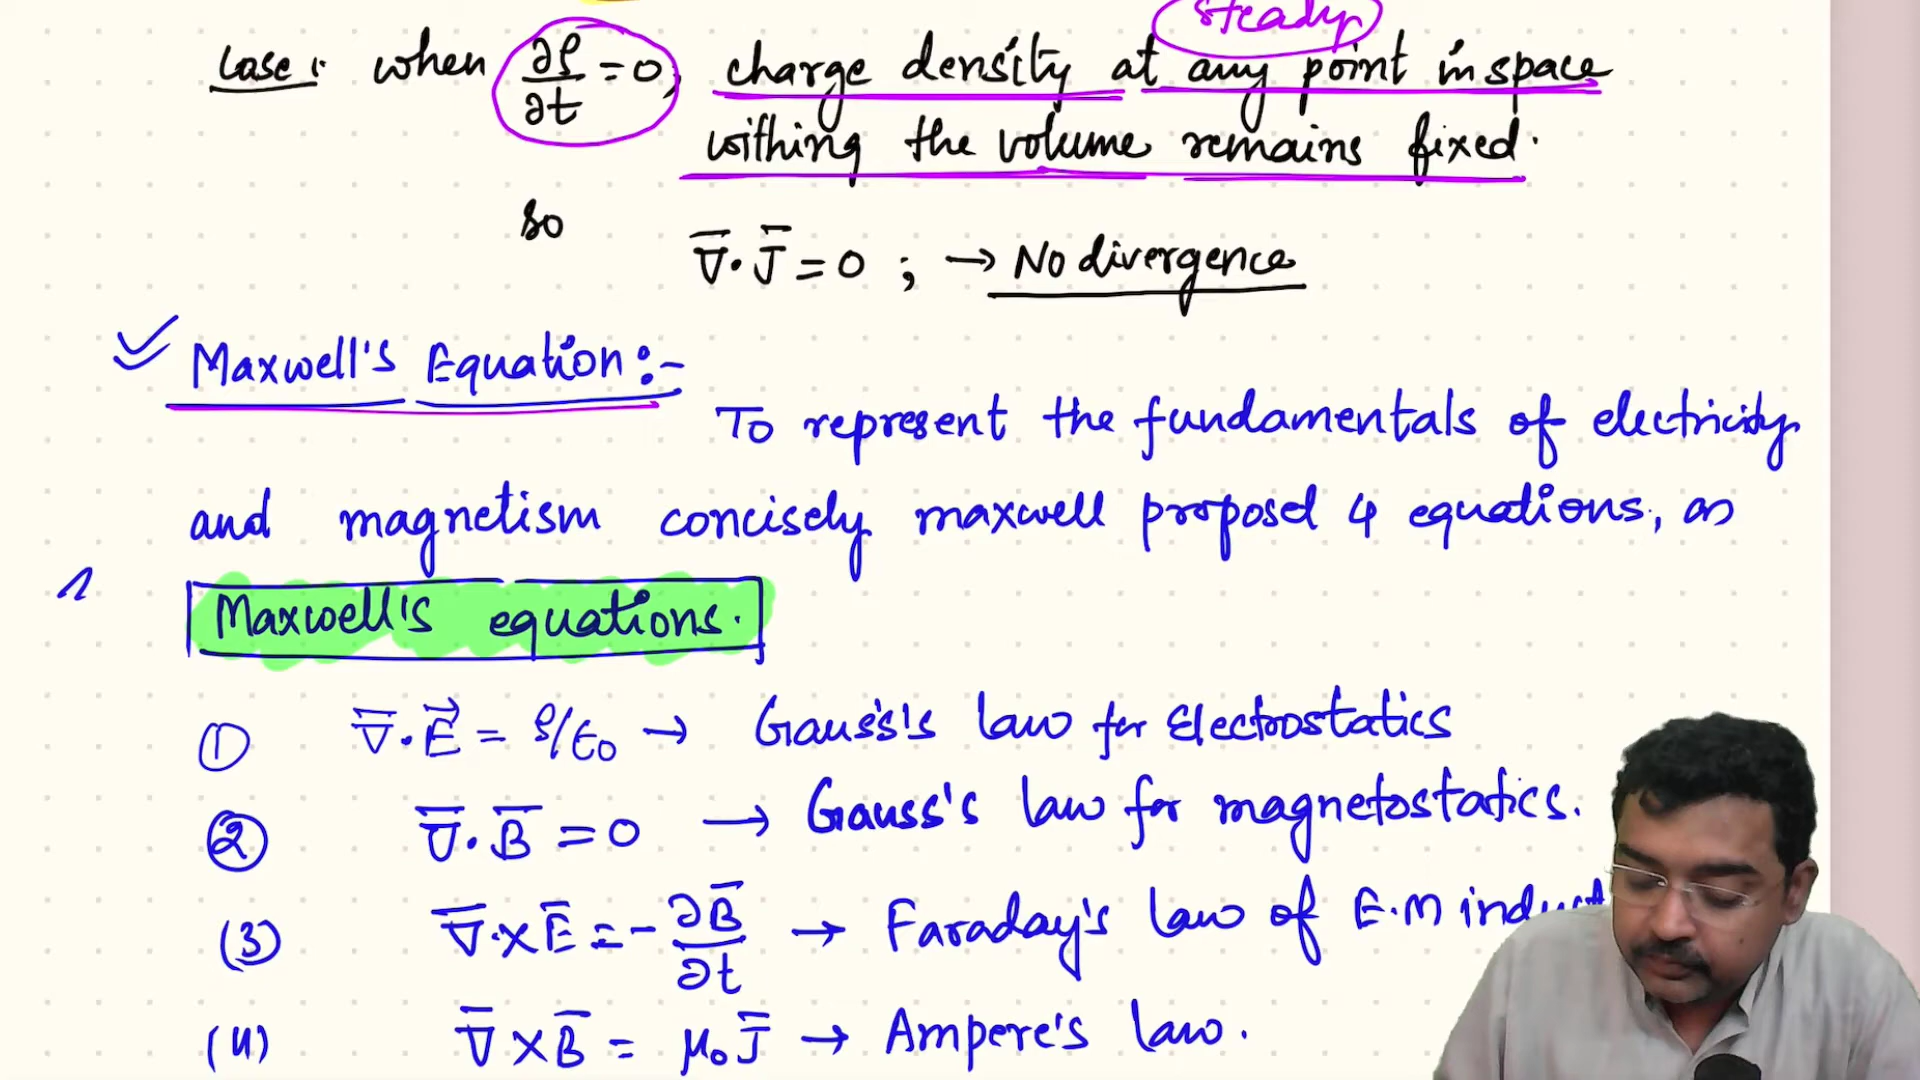 steady
Case:- when ∂ρ/∂t = 0, charge density at any point in space
withing the volume remains fixed.
so
∇·J = 0 ; → No divergence
Maxwell's Equation:-
To represent the fundamentals of electricity
and magnetism concisely maxwell proposed 4 equations, as
Maxwell's equations.
① ∇·E = ρ/ε₀ → Gauss's law for Electrostatics
② ∇·B = 0 → Gauss's law for magnetostatics.
(3) ∇×E = -∂B/∂t → Faraday's law of E.M induct
(4) ∇×B = μ₀J → Ampere's law.